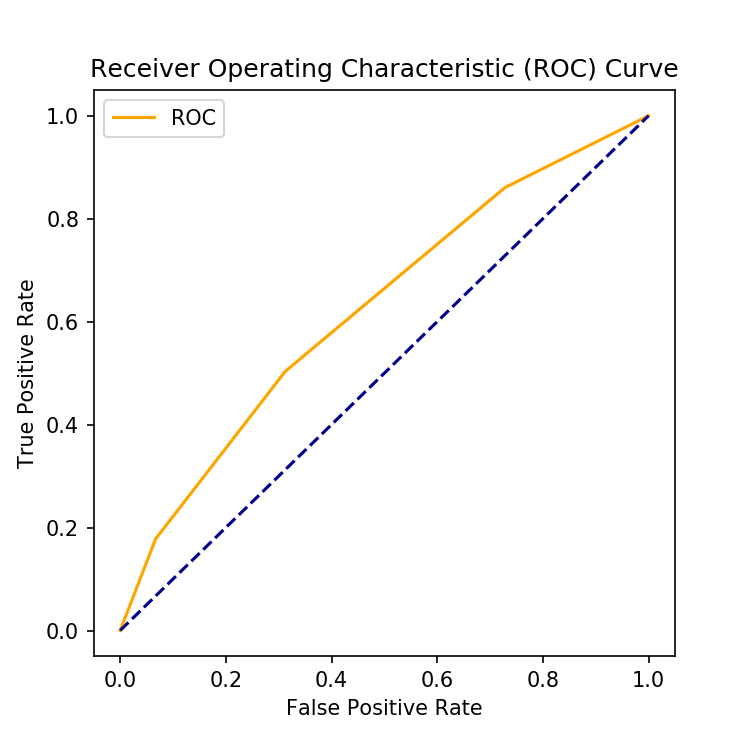 Receiver Operating Characteristic (ROC) Curve
ROC
1.0
0.8
0.6
0.4
0.2
0.0
True Positive Rate
0.0 0.2 0.4 0.6 0.8 1.0
False Positive Rate